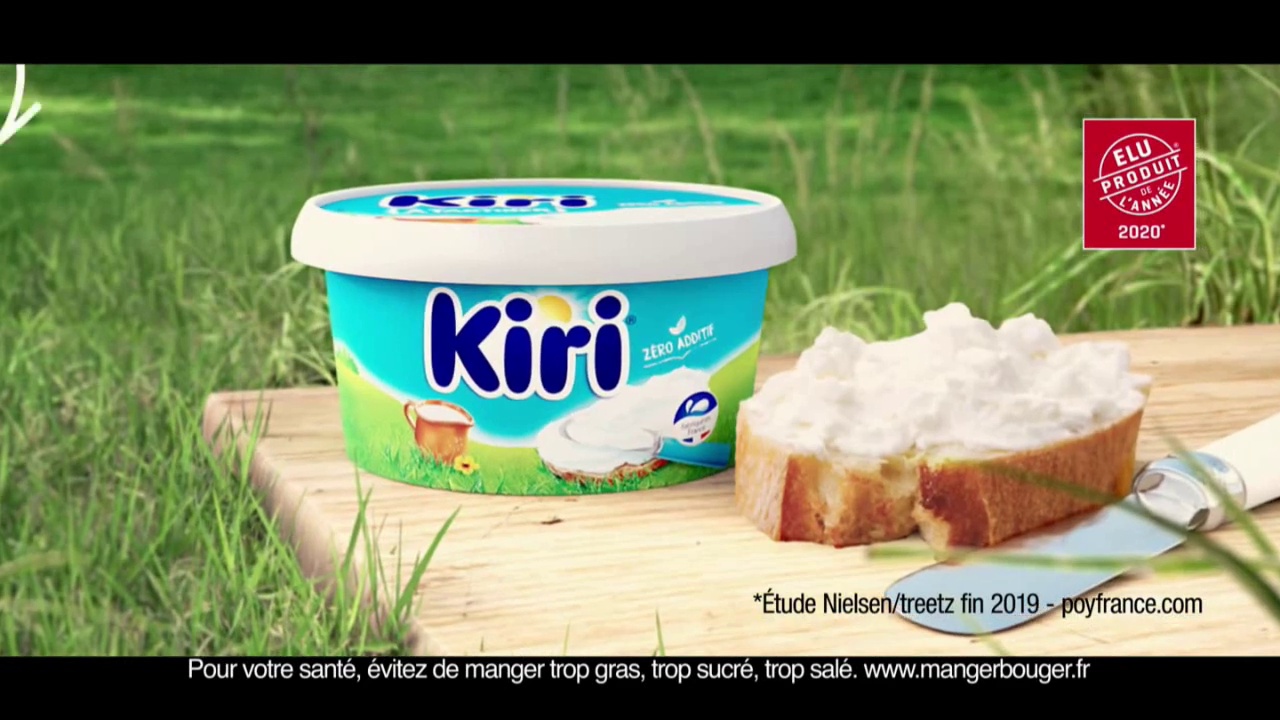 Kiri
Kiri
ZÉRO ADDITIF
ELU
PRODUIT
DE
L'ANNÉE
2020*
*Étude Nielsen/treetz fin 2019 - poyfrance.com
Pour votre santé, évitez de manger trop gras, trop sucré, trop salé. www.mangerbouger.fr